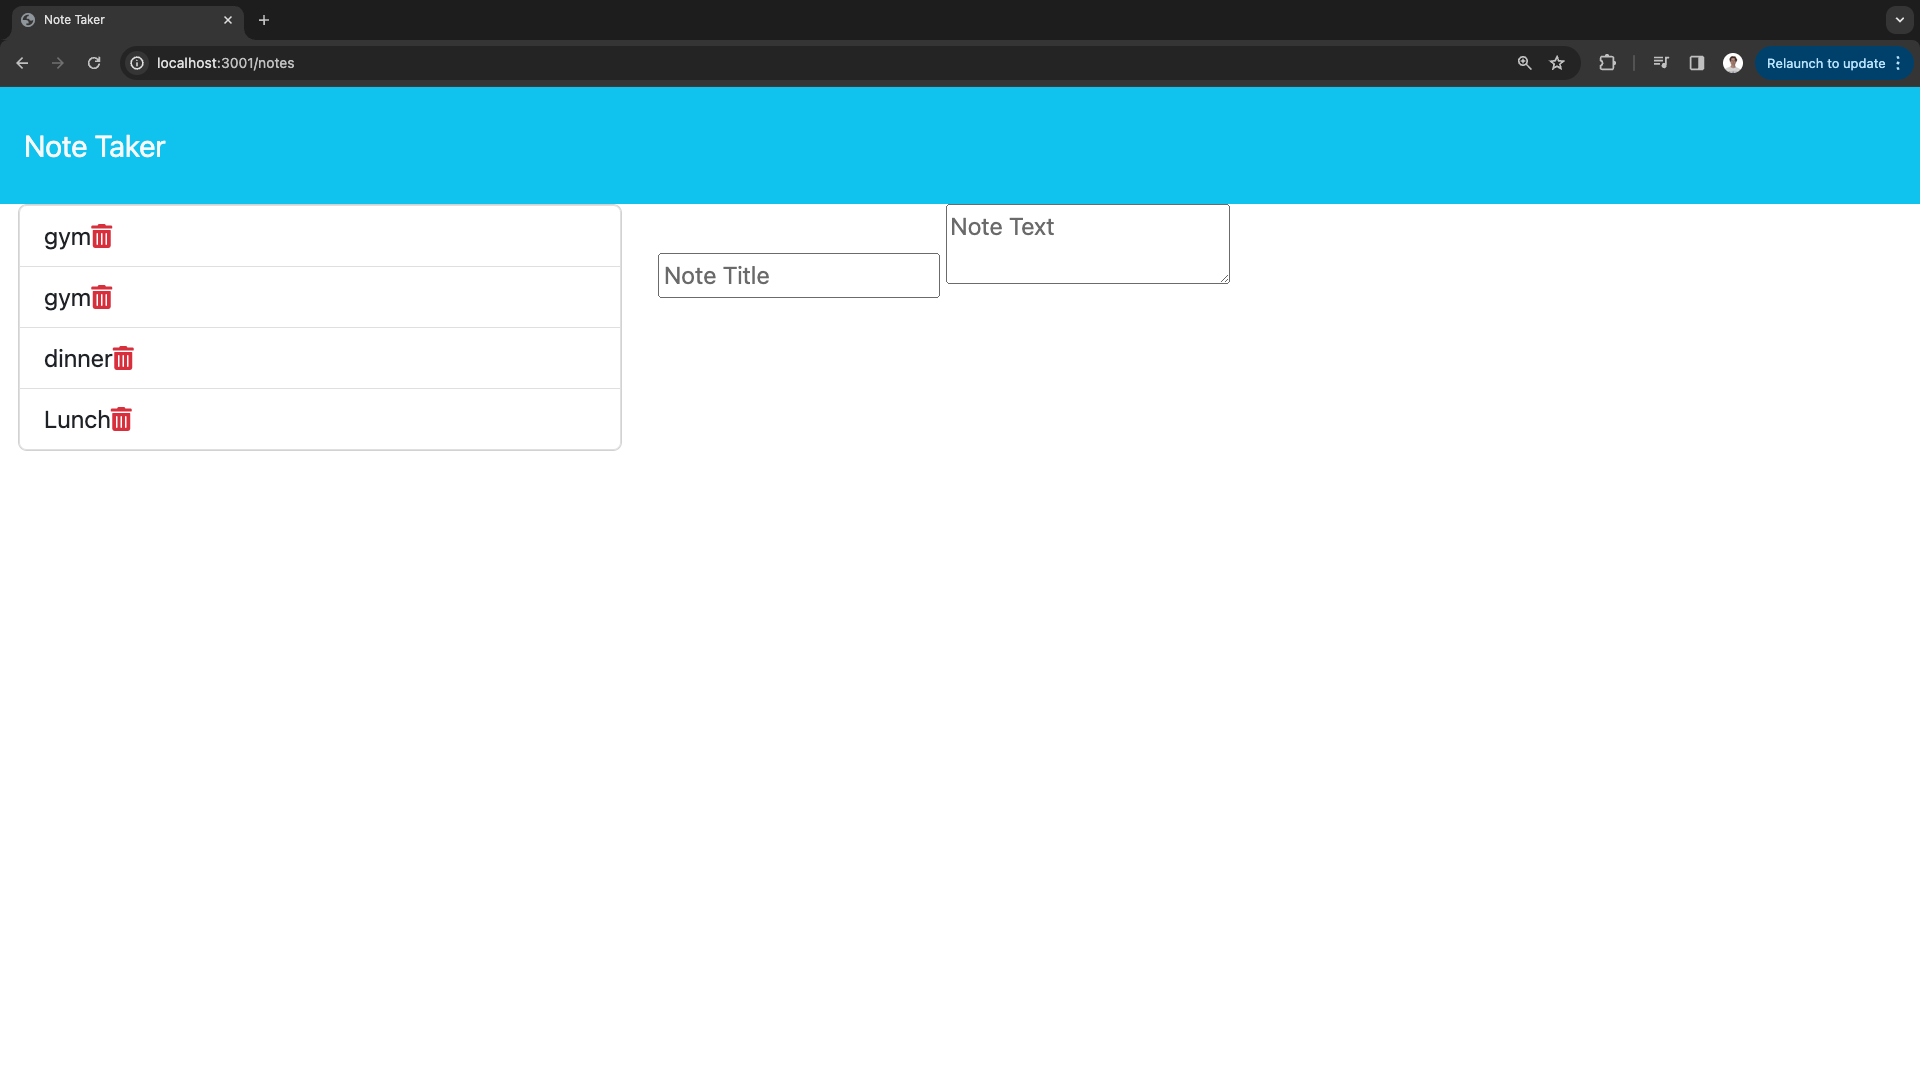 Note Taker
localhost:3001/notes
Relaunch to update
Note Taker
gym
gym
dinner
Lunch
Note Title
Note Text